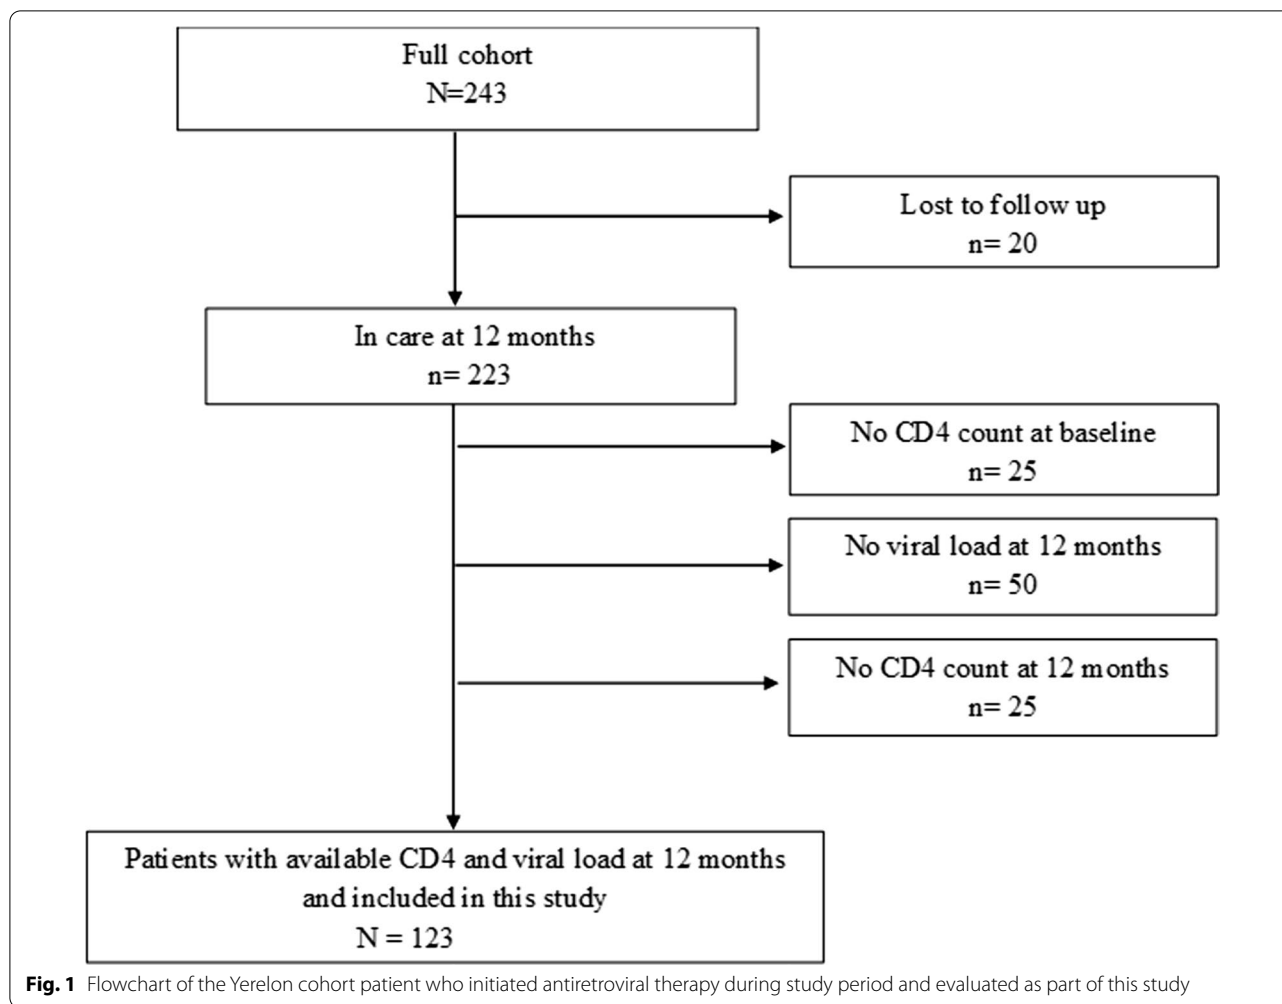 Full cohort
N=243
Lost to follow up
n= 20
In care at 12 months
n= 223
No CD4 count at baseline
n= 25
No viral load at 12 months
n= 50
No CD4 count at 12 months
n= 25
Patients with available CD4 and viral load at 12 months
and included in this study
N = 123
Fig. 1 Flowchart of the Yerelon cohort patient who initiated antiretroviral therapy during study period and evaluated as part of this study